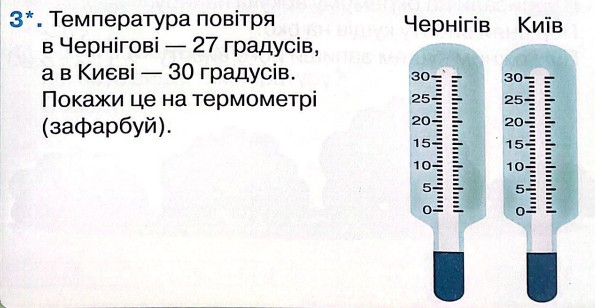 3*. Температура повітря
в Чернігові — 27 градусів,
а в Києві — 30 градусів.
Покажи це на термометрі
(зафарбуй).
Чернігів Київ
30 30
25 25
20 20
15 15
10 10
5 5
0 0